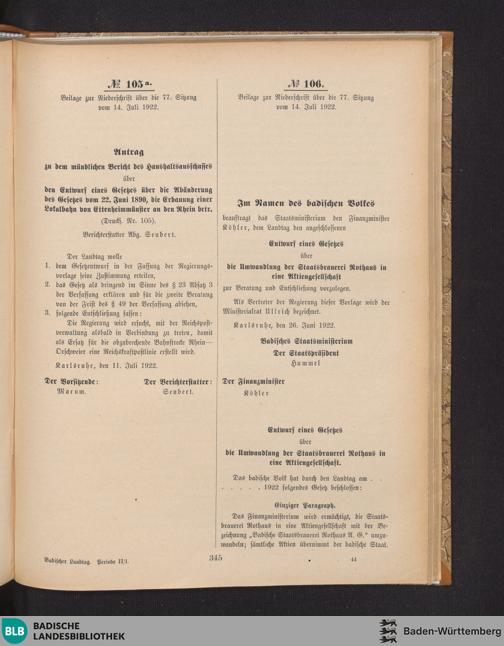 № 105a.
Beilage zur Niederschrift über die 77. Sitzung
vom 14. Juli 1922.
Antrag
zu dem mündlichen Bericht des Haushaltsausschusses
über
den Entwurf eines Gesetzes über die Abänderung
des Gesetzes vom 22. Juni 1890, die Erbauung einer
Lokalbahn von Ettenheimmünster an den Rhein betr.
(Druck. Nr. 105).
Berichterstatter Abg. Seubert.
Der Landtag wolle
1. dem Gesetzentwurf in der Fassung der Regierungs-
vorlage seine Zustimmung erteilen,
2. das Gesetz als dringend im Sinne des § 23 Absatz 3
der Verfassung erklären und für die zweite Beratung
von der Frist des § 49 der Verfassung absehen,
3. folgende Entschließung fassen:
Die Regierung wird ersucht, mit der Reichspost-
verwaltung alsbald in Verbindung zu treten, damit
als Ersatz für die abzubrechende Bahnstrecke Rhein—
Orschweier eine Reichskraftpostlinie erstellt wird.
Karlsruhe, den 11. Juli 1922.
Der Vorsitzende: Der Berichterstatter:
Marum. Seubert.
№ 106.
Beilage zur Niederschrift über die 77. Sitzung
vom 14. Juli 1922.
Im Namen des badischen Volkes
beauftragt das Staatsministerium den Finanzminister
Köhler, dem Landtag den angeschlossenen
Entwurf eines Gesetzes
über
die Umwandlung der Staatsbrauerei Rothaus in
eine Aktiengesellschaft
zur Beratung und Entschließung vorzulegen.
Als Vertreter der Regierung dieser Vorlage wird der
Ministerialrat Ullrich bezeichnet.
Karlsruhe, den 26. Juni 1922.
Badisches Staatsministerium
Der Staatspräsident
Hummel
Der Finanzminister
Köhler
Entwurf eines Gesetzes
über
die Umwandlung der Staatsbrauerei Rothaus in
eine Aktiengesellschaft.
Das badische Volk hat durch den Landtag am . .
. . . . . 1922 folgendes Gesetz beschlossen:
Einziger Paragraph.
Das Finanzministerium wird ermächtigt, die Staats-
brauerei Rothaus in eine Aktiengesellschaft mit der Be-
zeichnung „Badische Staatsbrauerei Rothaus A. G.“ umzu-
wandeln; sämtliche Aktien übernimmt der badische Staat.
Badischer Landtag. Periode II/1.
345
44
BLB
BADISCHE
LANDESBIBLIOTHEK
Baden-Württemberg